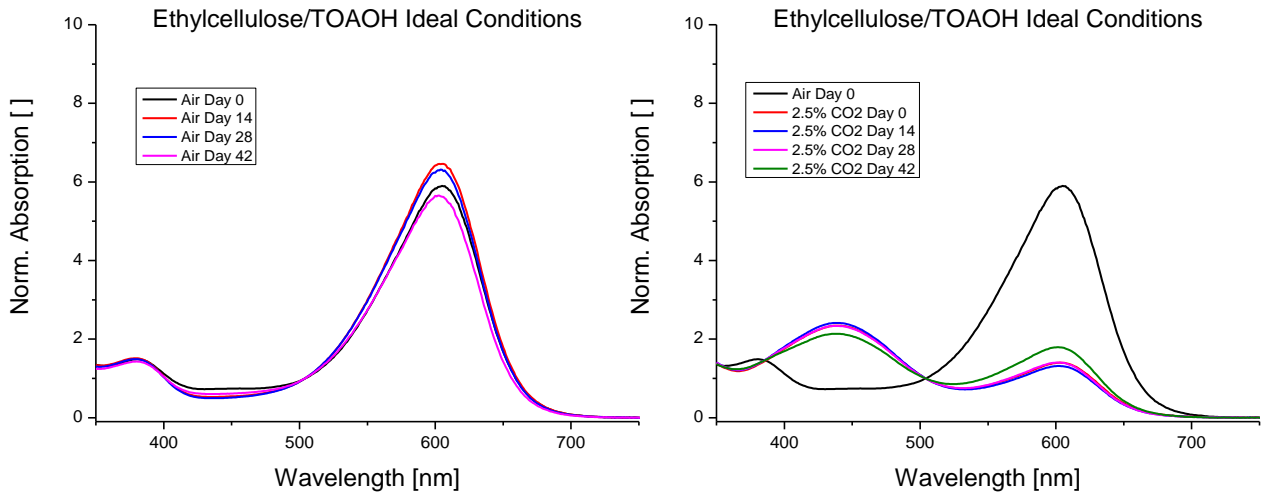 Ethylcellulose/TOAOH Ideal Conditions
10
8
6
4
2
0
Norm. Absorption [ ]
Air Day 0
Air Day 14
Air Day 28
Air Day 42
400
500
600
700
Wavelength [nm]
Ethylcellulose/TOAOH Ideal Conditions
10
8
6
4
2
0
Norm. Absorption [ ]
Air Day 0
2.5% CO2 Day 0
2.5% CO2 Day 14
2.5% CO2 Day 28
2.5% CO2 Day 42
400
500
600
700
Wavelength [nm]